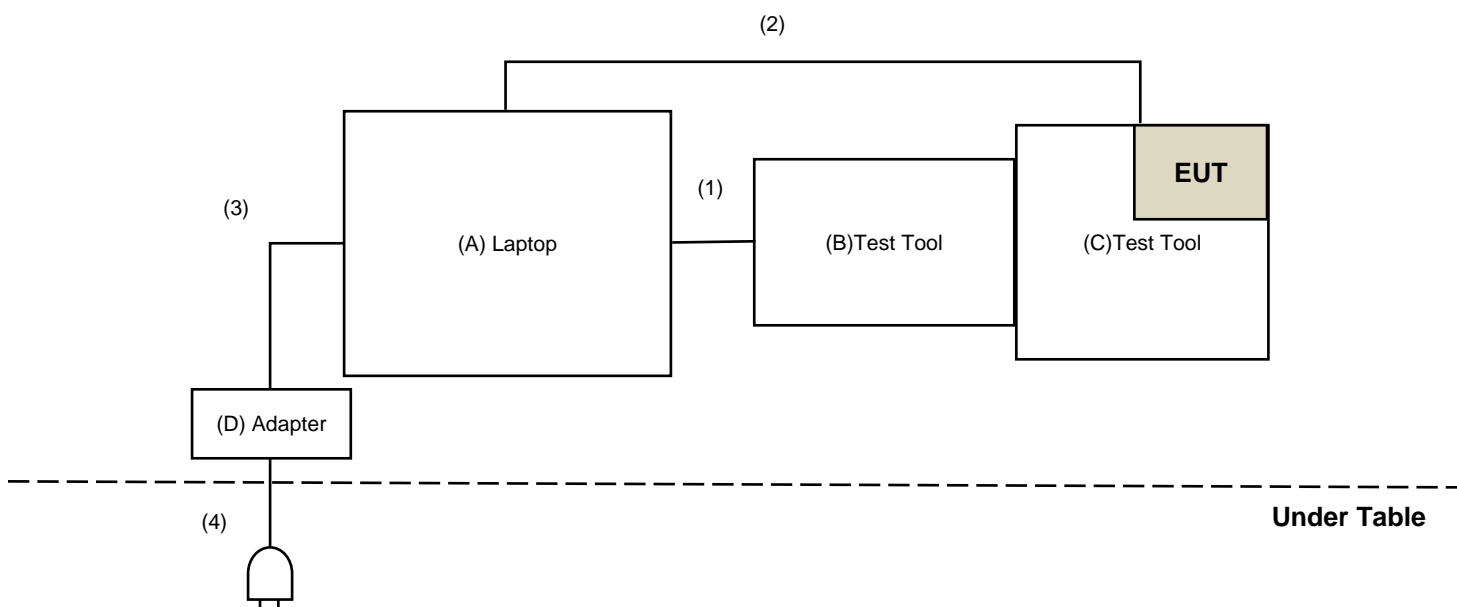 (2)
EUT
(1)
(3)
(A) Laptop
(B)Test Tool
(C)Test Tool
(D) Adapter
(4)
Under Table